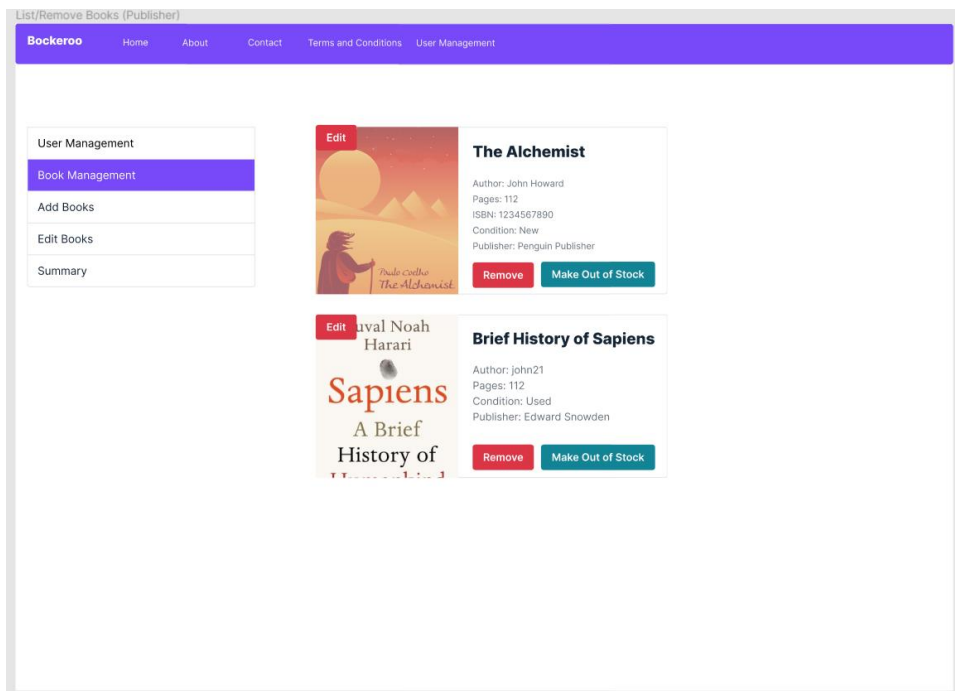 List/Remove Books (Publisher)
Bockeroo Home About Contact Terms and Conditions User Management
User Management
Book Management
Add Books
Edit Books
Summary
Edit
Paulo Coelho
The Alchemist
The Alchemist
Author: John Howard
Pages: 112
ISBN: 1234567890
Condition: New
Publisher: Penguin Publisher
Remove Make Out of Stock
Edit
uval Noah
Harari
Sapiens
A Brief
History of
Humankind
Brief History of Sapiens
Author: john21
Pages: 112
Condition: Used
Publisher: Edward Snowden
Remove Make Out of Stock